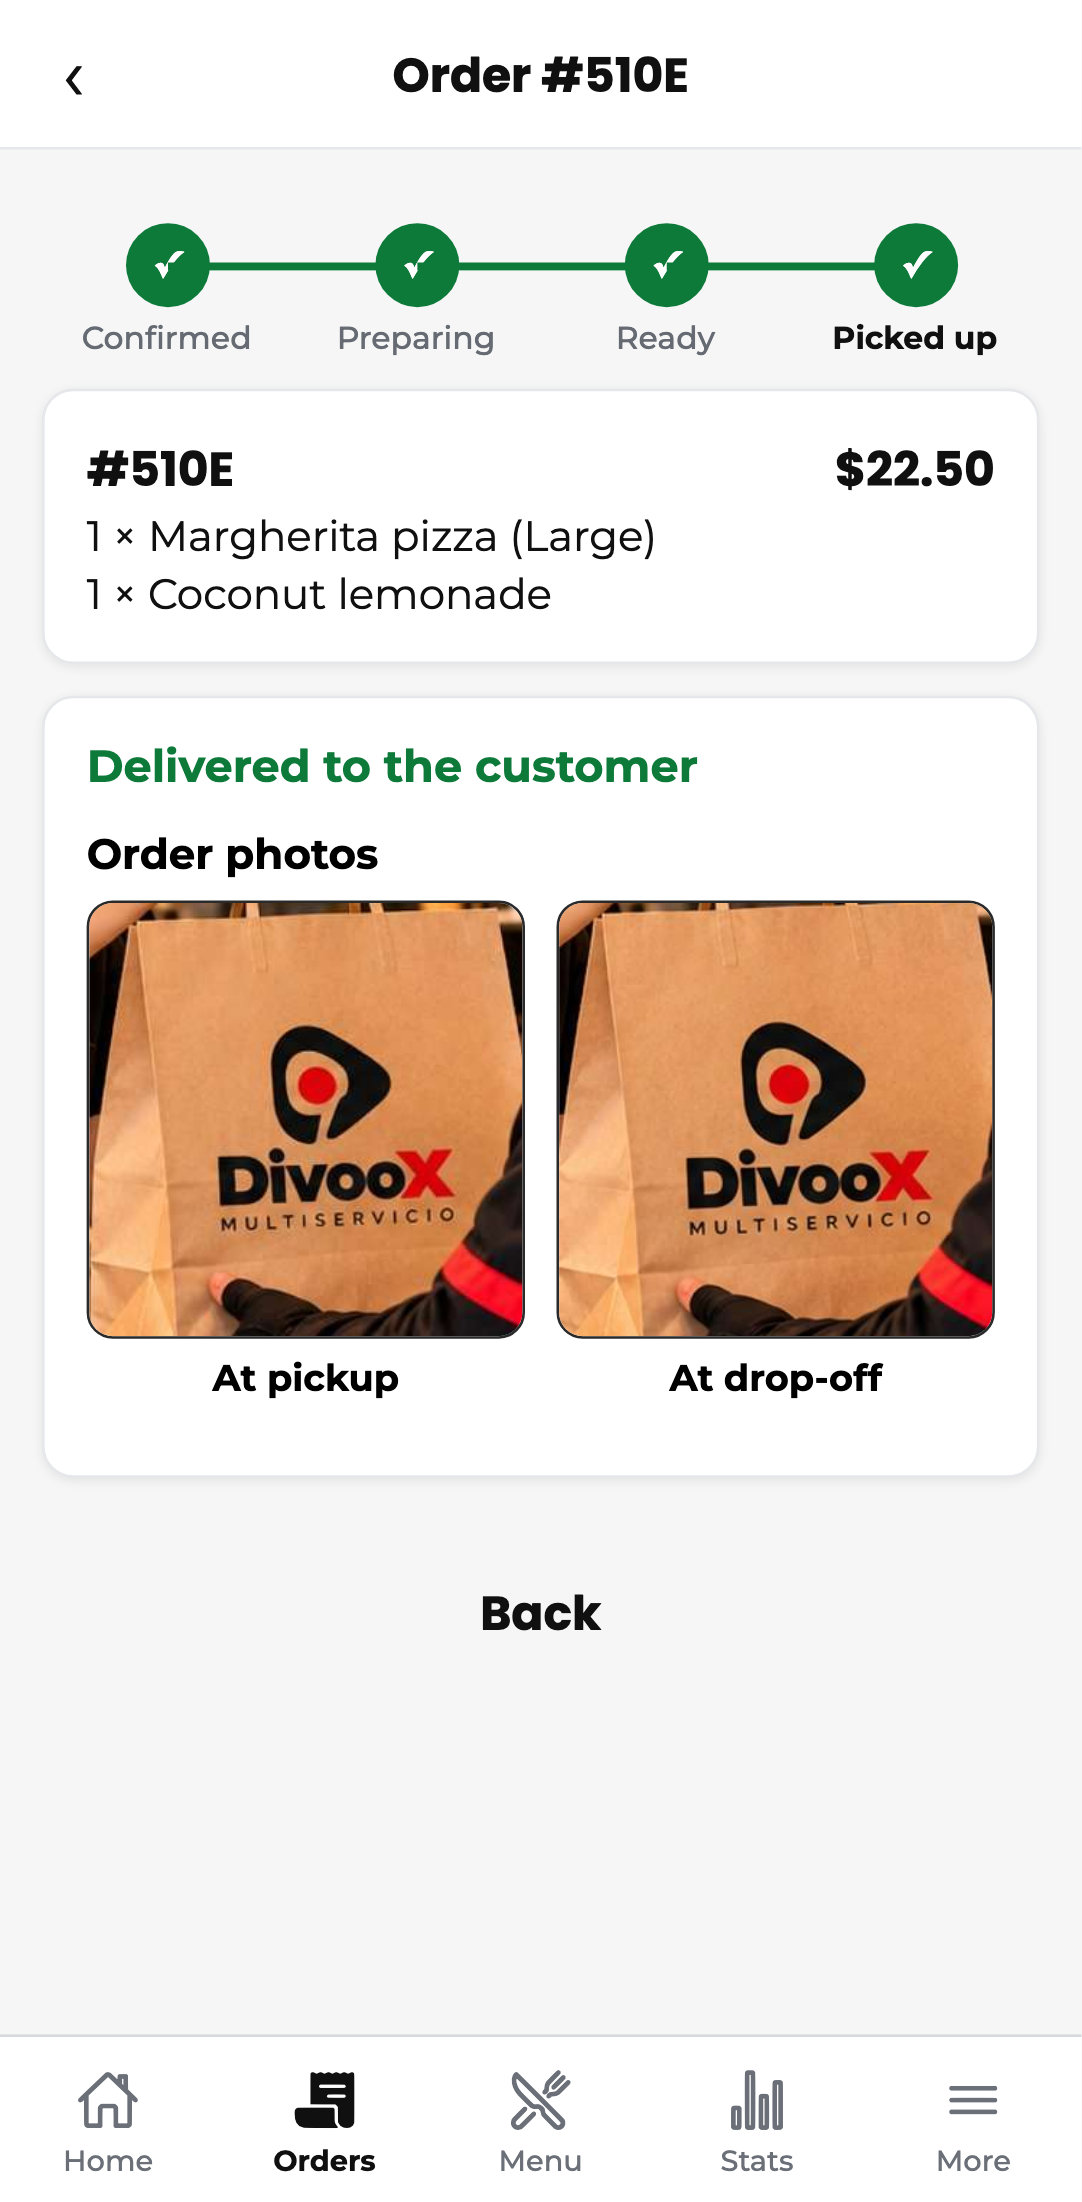 Order #510E
Confirmed
Preparing
Ready
Picked up
#510E
$22.50
1 × Margherita pizza (Large)
1 × Coconut lemonade
Delivered to the customer
Order photos
DivooX
MULTISERVICIO
DivooX
MULTISERVICIO
At pickup
At drop-off
Back
Home
Orders
Menu
Stats
More